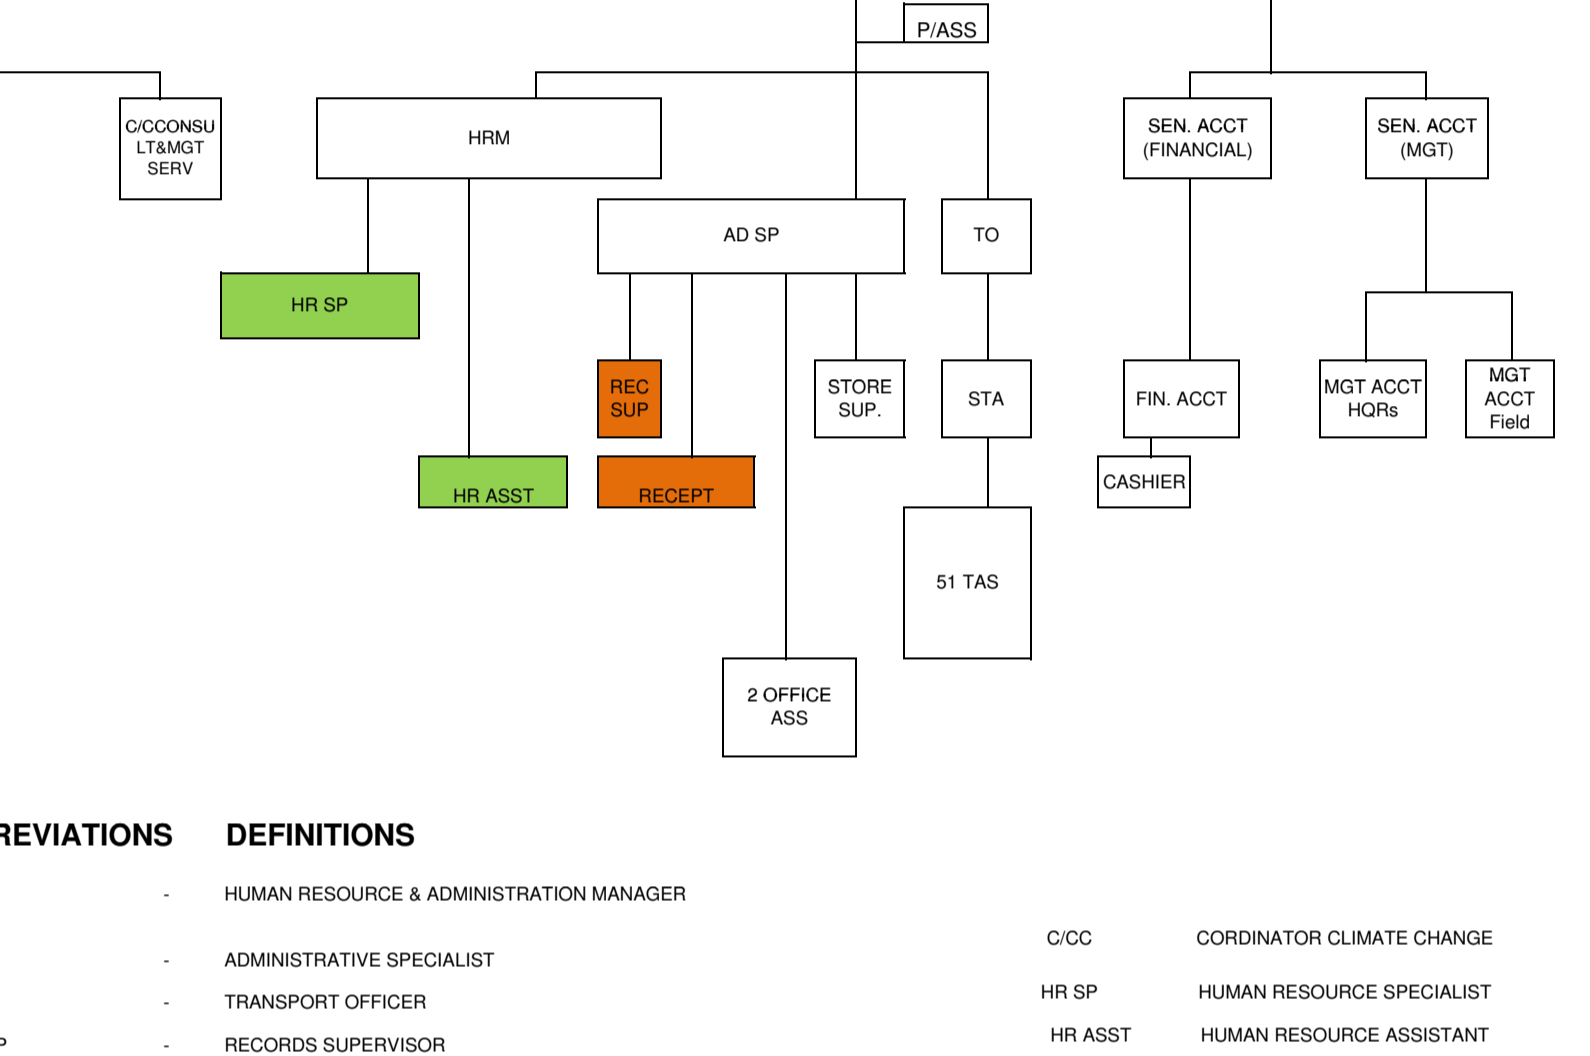 P/ASS
C/CCONSU
LT&MGT
SERV
HRM
SEN. ACCT
(FINANCIAL)
SEN. ACCT
(MGT)
AD SP
TO
HR SP
REC
SUP
STORE
SUP.
STA
FIN. ACCT
MGT ACCT
HQRs
MGT
ACCT
Field
HR ASST
RECEPT
CASHIER
51 TAS
2 OFFICE
ASS
REVIATIONS DEFINITIONS
- HUMAN RESOURCE & ADMINISTRATION MANAGER
C/CC CORDINATOR CLIMATE CHANGE
- ADMINISTRATIVE SPECIALIST
HR SP HUMAN RESOURCE SPECIALIST
- TRANSPORT OFFICER
HR ASST HUMAN RESOURCE ASSISTANT
P - RECORDS SUPERVISOR